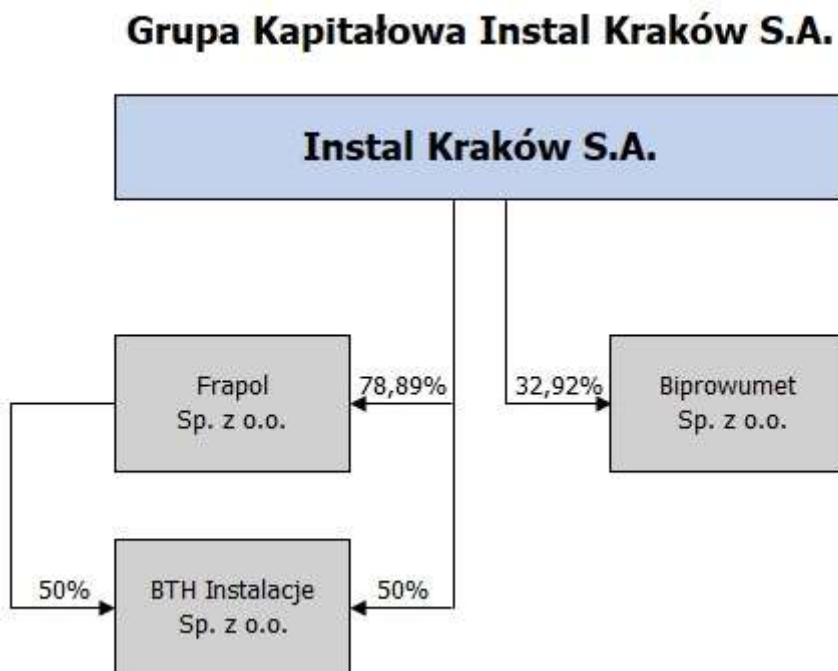 Grupa Kapitałowa Instal Kraków S.A.
Instal Kraków S.A.
Frapol
Sp. z o.o.
78,89%
32,92%
Biprowumet
Sp. z o.o.
50%
BTH Instalacje
Sp. z o.o.
50%